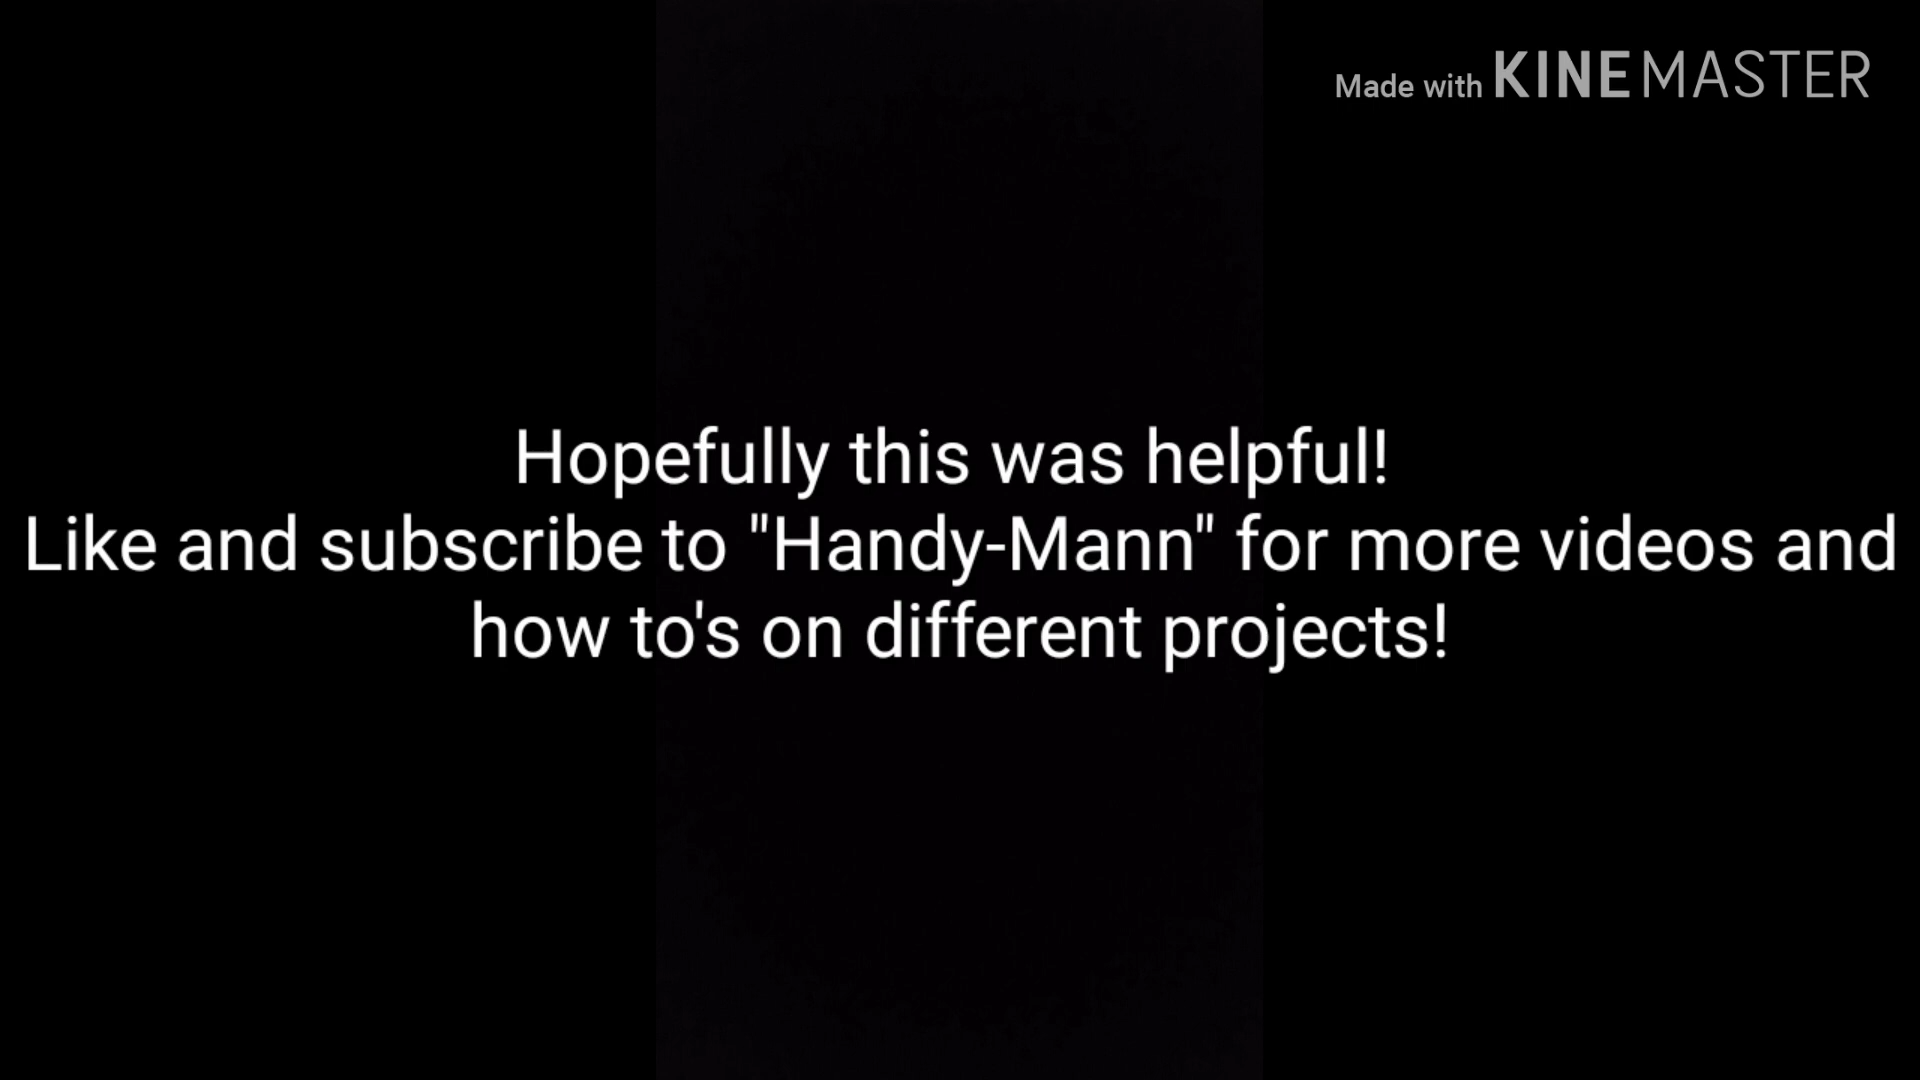 Made with KINEMASTER
Hopefully this was helpful!
Like and subscribe to "Handy-Mann" for more videos and
how to's on different projects!